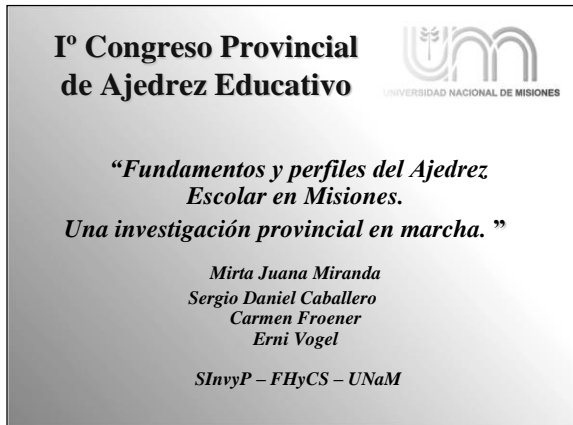 Iº Congreso Provincial
de Ajedrez Educativo
UNIVERSIDAD NACIONAL DE MISIONES
“Fundamentos y perfiles del Ajedrez
Escolar en Misiones.
Una investigación provincial en marcha. ”
Mirta Juana Miranda
Sergio Daniel Caballero
Carmen Froener
Erni Vogel
SInvyP – FHyCS – UNaM